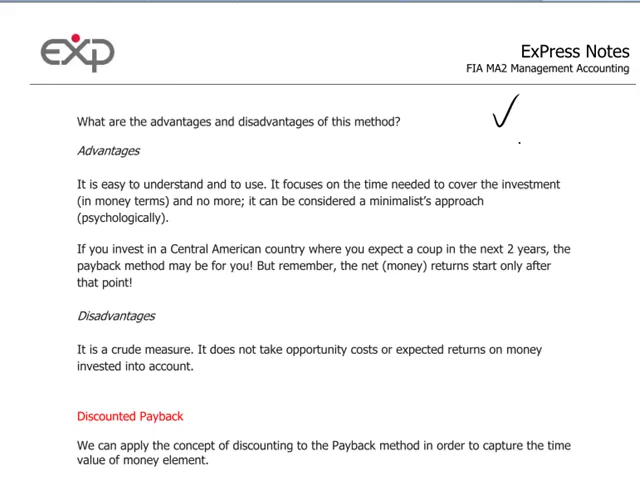 exp
ExPress Notes
FIA MA2 Management Accounting
What are the advantages and disadvantages of this method?
Advantages
It is easy to understand and to use. It focuses on the time needed to cover the investment
(in money terms) and no more; it can be considered a minimalist's approach
(psychologically).
If you invest in a Central American country where you expect a coup in the next 2 years, the
payback method may be for you! But remember, the net (money) returns start only after
that point!
Disadvantages
It is a crude measure. It does not take opportunity costs or expected returns on money
invested into account.
Discounted Payback
We can apply the concept of discounting to the Payback method in order to capture the time
value of money element.